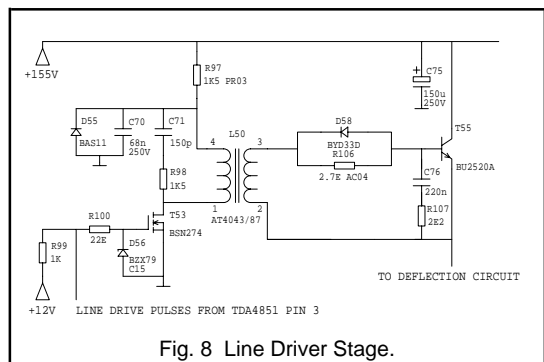 +155V
R97
1K5 PR03
C75
+
150u
250V
D55
BAS11
C70
68n
250V
C71
150p
R98
1K5
L50
4
3
1
2
AT4043/87
D58
BYD33D
R106
2.7E AC04
T55
BU2520A
C76
220n
R107
2E2
R100
22E
T53
BSN274
D56
BZX79
C15
R99
1K
+12V
LINE DRIVE PULSES FROM TDA4851 PIN 3
TO DEFLECTION CIRCUIT
Fig. 8 Line Driver Stage.